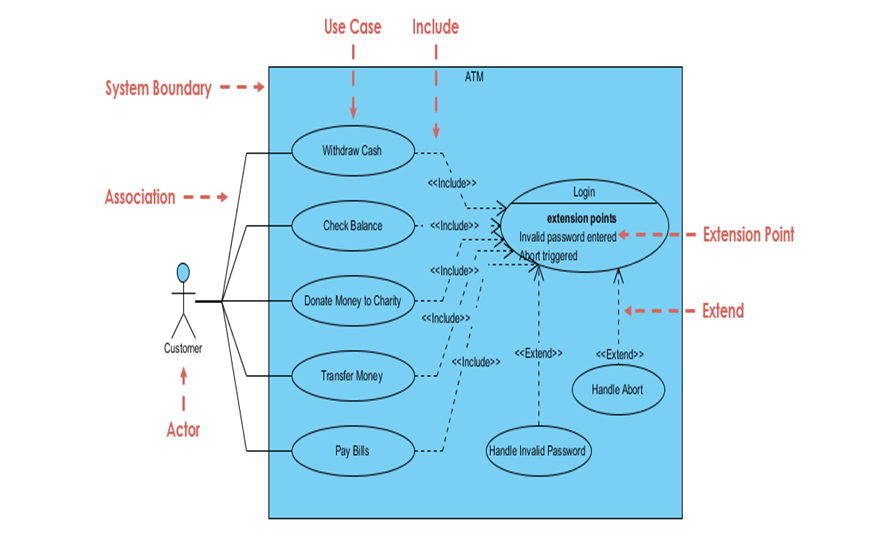 Use Case
Include
ATM
System Boundary
Withdraw Cash
<<Include>>
Login
Association
extension points
Check Balance
<<Include>>
Invalid password entered
Extension Point
Abort triggered
<<Include>>
Donate Money to Charity
<<Include>>
Extend
Customer
<<Extend>>
<<Extend>>
<<Include>>
Transfer Money
Handle Abort
Actor
Pay Bills
Handle Invalid Password